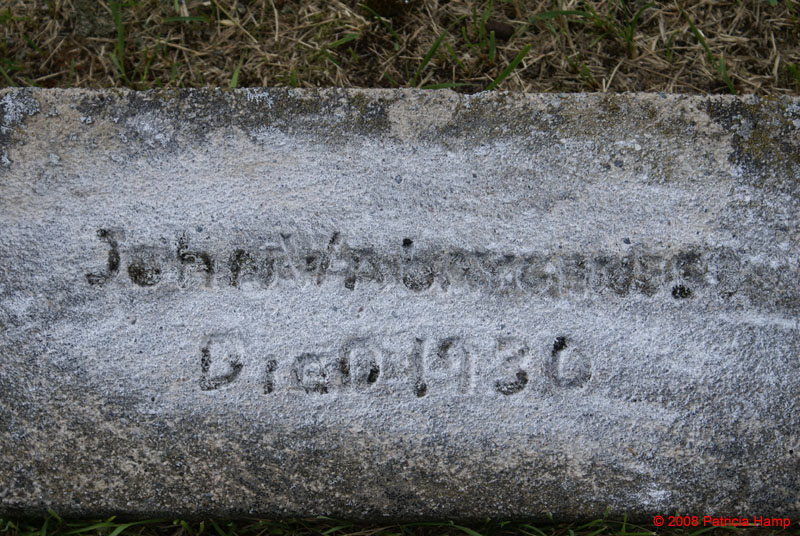 John
Died 1930
© 2008 Patricia Hamp